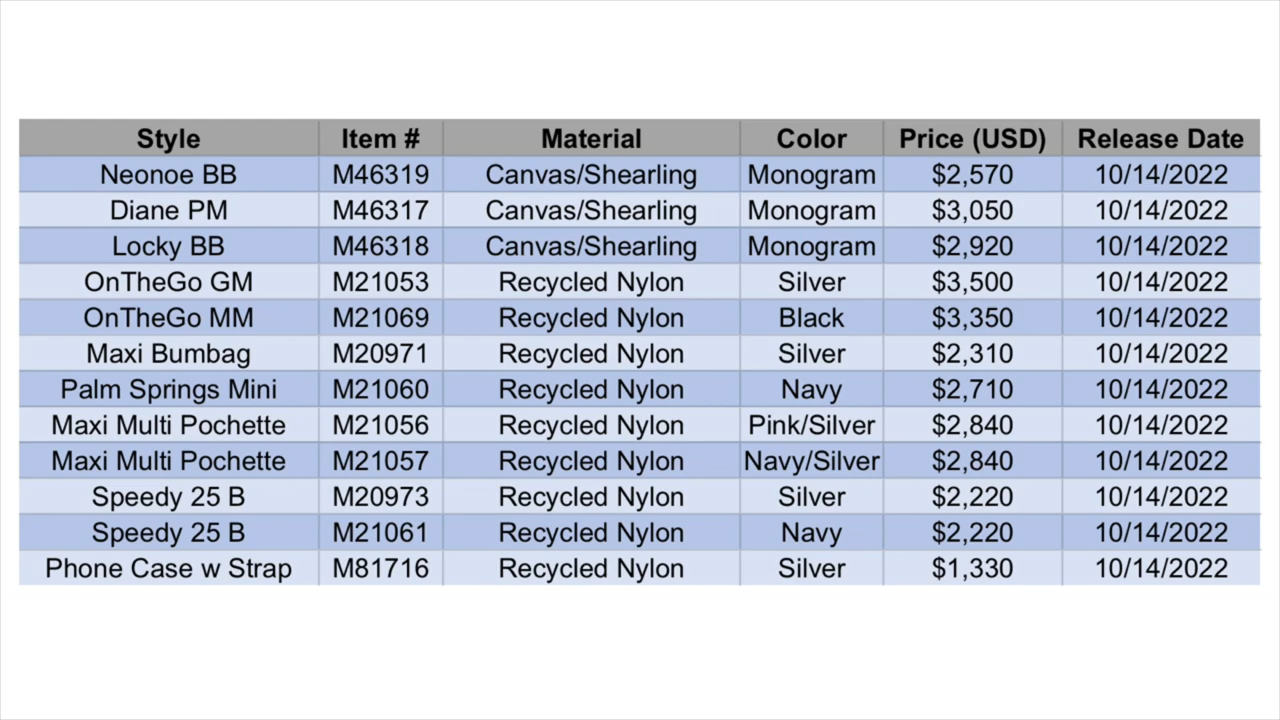 Style Item # Material Color Price (USD) Release Date
Neonoe BB M46319 Canvas/Shearling Monogram $2,570 10/14/2022
Diane PM M46317 Canvas/Shearling Monogram $3,050 10/14/2022
Locky BB M46318 Canvas/Shearling Monogram $2,920 10/14/2022
OnTheGo GM M21053 Recycled Nylon Silver $3,500 10/14/2022
OnTheGo MM M21069 Recycled Nylon Black $3,350 10/14/2022
Maxi Bumbag M20971 Recycled Nylon Silver $2,310 10/14/2022
Palm Springs Mini M21060 Recycled Nylon Navy $2,710 10/14/2022
Maxi Multi Pochette M21056 Recycled Nylon Pink/Silver $2,840 10/14/2022
Maxi Multi Pochette M21057 Recycled Nylon Navy/Silver $2,840 10/14/2022
Speedy 25 B M20973 Recycled Nylon Silver $2,220 10/14/2022
Speedy 25 B M21061 Recycled Nylon Navy $2,220 10/14/2022
Phone Case w Strap M81716 Recycled Nylon Silver $1,330 10/14/2022